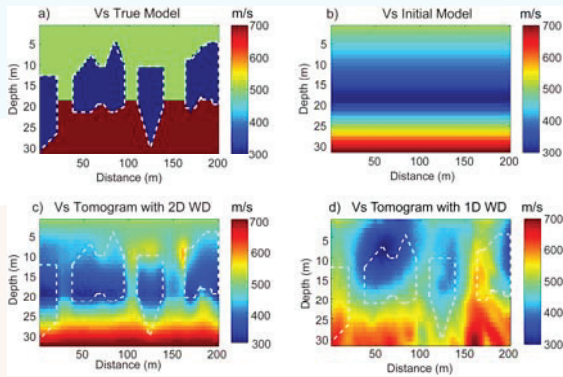 a) Vs True Model m/s
700
600
500
400
300
5
10
15
20
25
30
Depth (m)
50 100 150 200
Distance (m)
b) Vs Initial Model m/s
700
600
500
400
300
5
10
15
20
25
30
Depth (m)
50 100 150 200
Distance (m)
c) Vs Tomogram with 2D WD m/s
700
600
500
400
300
5
10
15
20
25
30
Depth (m)
50 100 150 200
Distance (m)
d) Vs Tomogram with 1D WD m/s
700
600
500
400
300
5
10
15
20
25
30
Depth (m)
50 100 150 200
Distance (m)